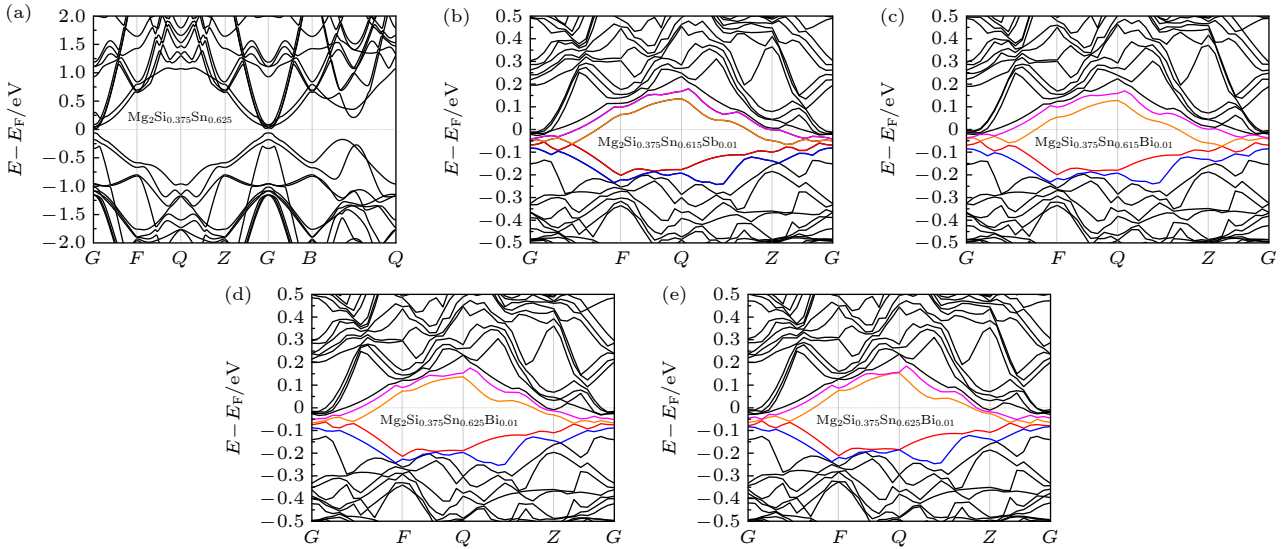 (a)
E − E_F/eV
2.0
1.5
1.0
0.5
0
−0.5
−1.0
−1.5
−2.0
Mg₂Si₀.₃₇₅Sn₀.₆₂₅
G F Q Z G B Q
(b)
E − E_F/eV
0.5
0.4
0.3
0.2
0.1
0
−0.1
−0.2
−0.3
−0.4
−0.5
Mg₂Si₀.₃₇₅Sn₀.₆₁₅Sb₀.₀₁
G F Q Z G
(c)
E − E_F/eV
0.5
0.4
0.3
0.2
0.1
0
−0.1
−0.2
−0.3
−0.4
−0.5
Mg₂Si₀.₃₇₅Sn₀.₆₁₅Bi₀.₀₁
G F Q Z G
(d)
E − E_F/eV
0.5
0.4
0.3
0.2
0.1
0
−0.1
−0.2
−0.3
−0.4
−0.5
Mg₂Si₀.₃₇₅Sn₀.₆₂₅Bi₀.₀₁
G F Q Z G
(e)
E − E_F/eV
0.5
0.4
0.3
0.2
0.1
0
−0.1
−0.2
−0.3
−0.4
−0.5
Mg₂Si₀.₃₇₅Sn₀.₆₂₅Bi₀.₀₁
G F Q Z G